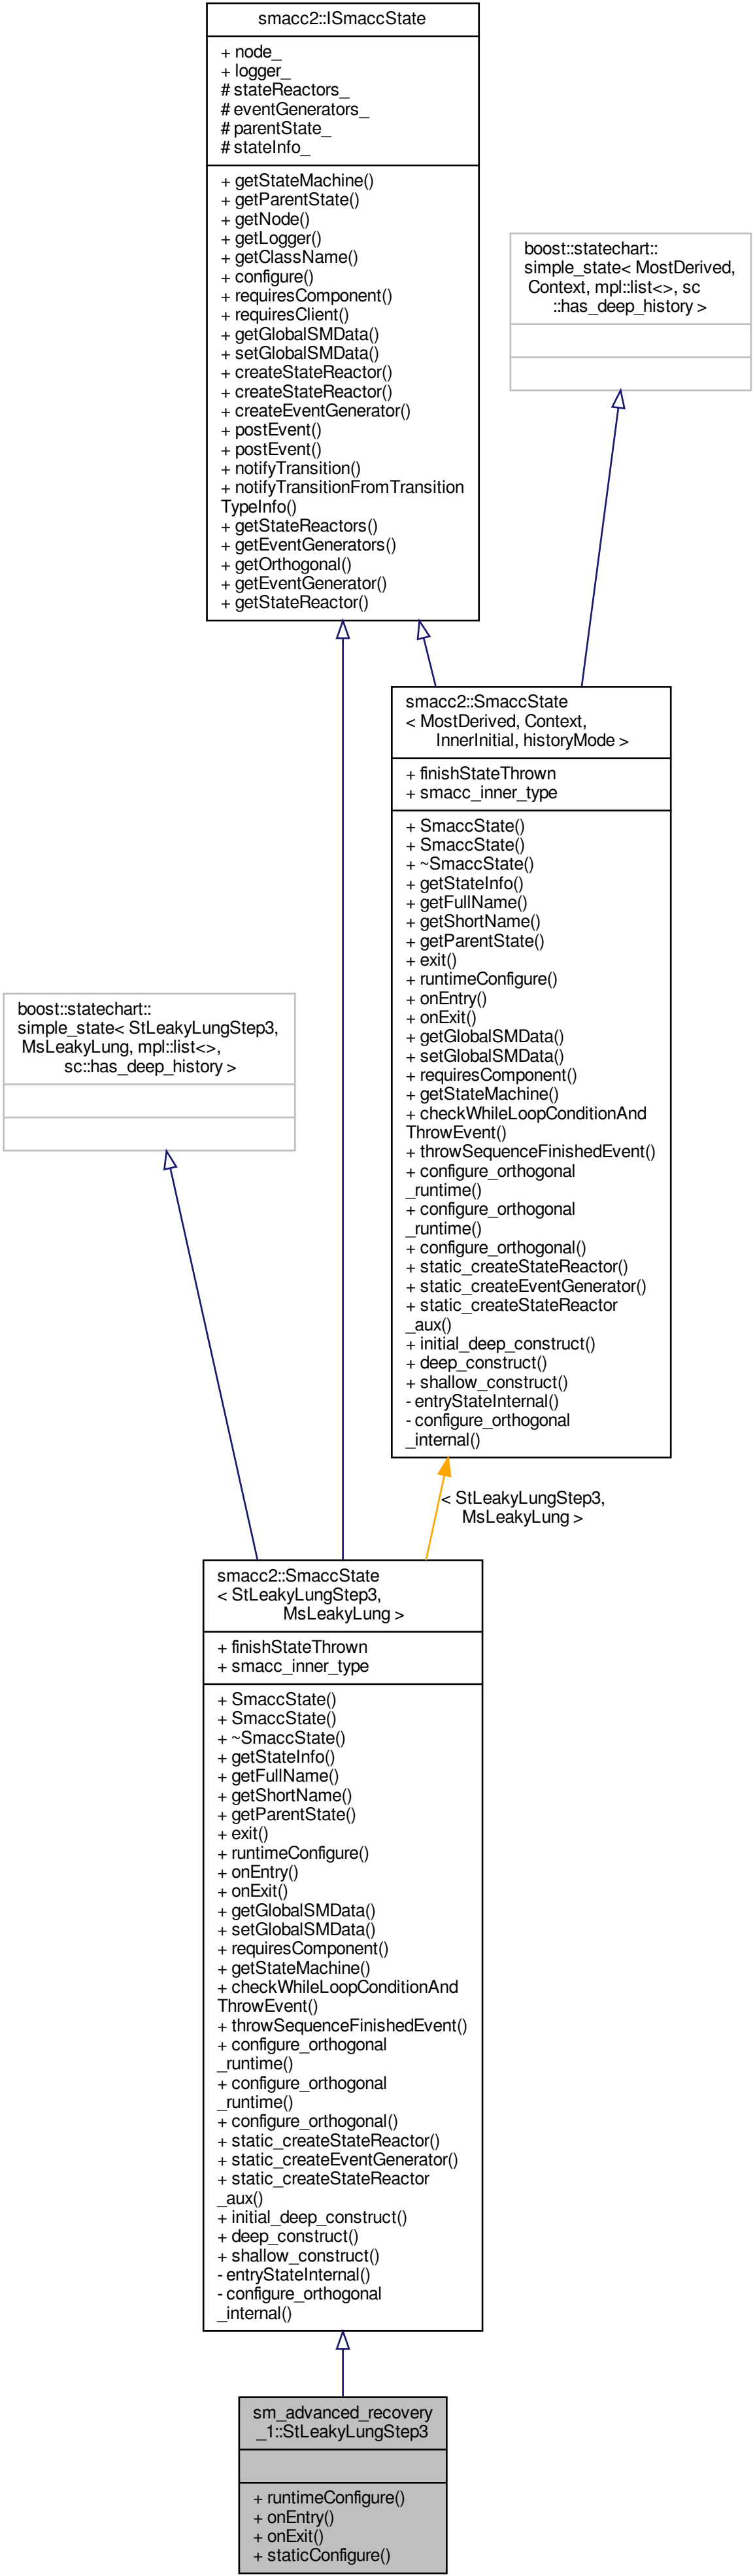 smacc2::ISmaccState
+ node_
+ logger_
# stateReactors_
# eventGenerators_
# parentState_
# stateInfo_
+ getStateMachine()
+ getParentState()
+ getNode()
+ getLogger()
+ getClassName()
+ configure()
+ requiresComponent()
+ requiresClient()
+ getGlobalSMData()
+ setGlobalSMData()
+ createStateReactor()
+ createStateReactor()
+ createEventGenerator()
+ postEvent()
+ postEvent()
+ notifyTransition()
+ notifyTransitionFromTransition
TypeInfo()
+ getStateReactors()
+ getEventGenerators()
+ getOrthogonal()
+ getEventGenerator()
+ getStateReactor()
boost::statechart::
simple_state< MostDerived,
Context, mpl::list<>, sc
::has_deep_history >
smacc2::SmaccState
< MostDerived, Context,
InnerInitial, historyMode >
+ finishStateThrown
+ smacc_inner_type
+ SmaccState()
+ SmaccState()
+ ~SmaccState()
+ getStateInfo()
+ getFullName()
+ getShortName()
+ getParentState()
+ exit()
+ runtimeConfigure()
+ onEntry()
+ onExit()
+ getGlobalSMData()
+ setGlobalSMData()
+ requiresComponent()
+ getStateMachine()
+ checkWhileLoopConditionAnd
ThrowEvent()
+ throwSequenceFinishedEvent()
+ configure_orthogonal
_runtime()
+ configure_orthogonal
_runtime()
+ configure_orthogonal()
+ static_createStateReactor()
+ static_createEventGenerator()
+ static_createStateReactor
_aux()
+ initial_deep_construct()
+ deep_construct()
+ shallow_construct()
- entryStateInternal()
- configure_orthogonal
_internal()
boost::statechart::
simple_state< StLeakyLungStep3,
MsLeakyLung, mpl::list<>,
sc::has_deep_history >
< StLeakyLungStep3,
MsLeakyLung >
smacc2::SmaccState
< StLeakyLungStep3,
MsLeakyLung >
+ finishStateThrown
+ smacc_inner_type
+ SmaccState()
+ SmaccState()
+ ~SmaccState()
+ getStateInfo()
+ getFullName()
+ getShortName()
+ getParentState()
+ exit()
+ runtimeConfigure()
+ onEntry()
+ onExit()
+ getGlobalSMData()
+ setGlobalSMData()
+ requiresComponent()
+ getStateMachine()
+ checkWhileLoopConditionAnd
ThrowEvent()
+ throwSequenceFinishedEvent()
+ configure_orthogonal
_runtime()
+ configure_orthogonal
_runtime()
+ configure_orthogonal()
+ static_createStateReactor()
+ static_createEventGenerator()
+ static_createStateReactor
_aux()
+ initial_deep_construct()
+ deep_construct()
+ shallow_construct()
- entryStateInternal()
- configure_orthogonal
_internal()
sm_advanced_recovery
_1::StLeakyLungStep3
+ runtimeConfigure()
+ onEntry()
+ onExit()
+ staticConfigure()